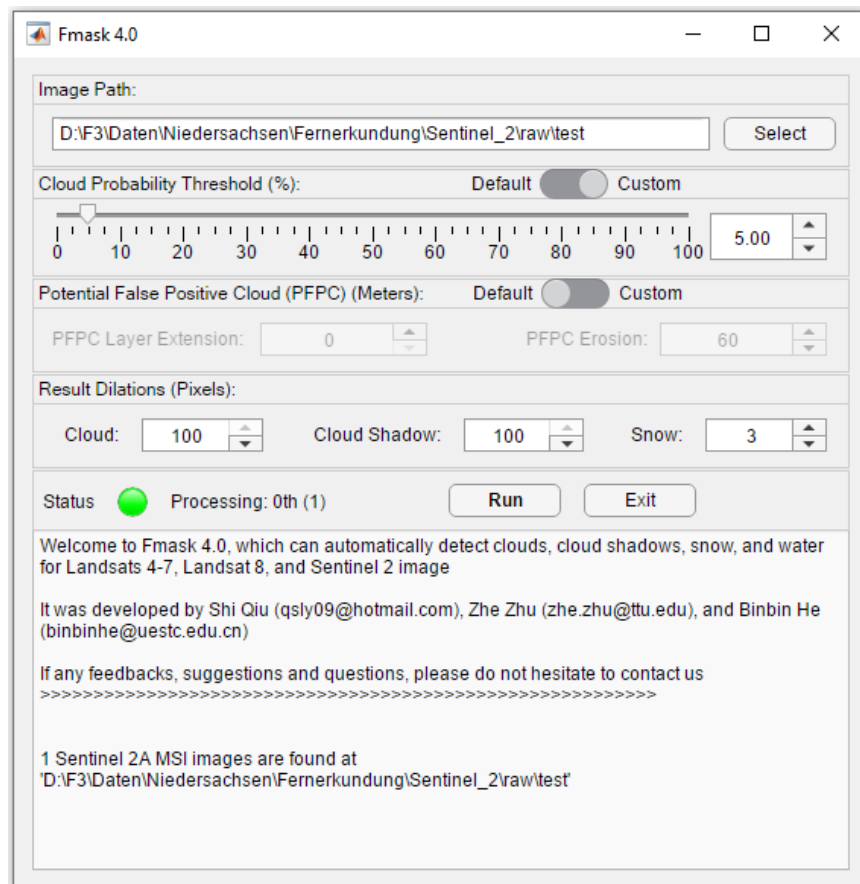 Fmask 4.0
Image Path:
D:\F3\Daten\Niedersachsen\Fernerkundung\Sentinel_2\raw\test Select
Cloud Probability Threshold (%): Default Custom
0 10 20 30 40 50 60 70 80 90 100 5.00
Potential False Positive Cloud (PFPC) (Meters): Default Custom
PFPC Layer Extension: 0 PFPC Erosion: 60
Result Dilations (Pixels):
Cloud: 100 Cloud Shadow: 100 Snow: 3
Status Processing: 0th (1) Run Exit
Welcome to Fmask 4.0, which can automatically detect clouds, cloud shadows, snow, and water
for Landsats 4-7, Landsat 8, and Sentinel 2 image
It was developed by Shi Qiu (qsly09@hotmail.com), Zhe Zhu (zhe.zhu@ttu.edu), and Binbin He
(binbinhe@uestc.edu.cn)
If any feedbacks, suggestions and questions, please do not hesitate to contact us
>>>>>>>>>>>>>>>>>>>>>>>>>>>>>>>>>>>>>>>>>>>>>>>>>>>>>>>>>>
1 Sentinel 2A MSI images are found at
'D:\F3\Daten\Niedersachsen\Fernerkundung\Sentinel_2\raw\test'